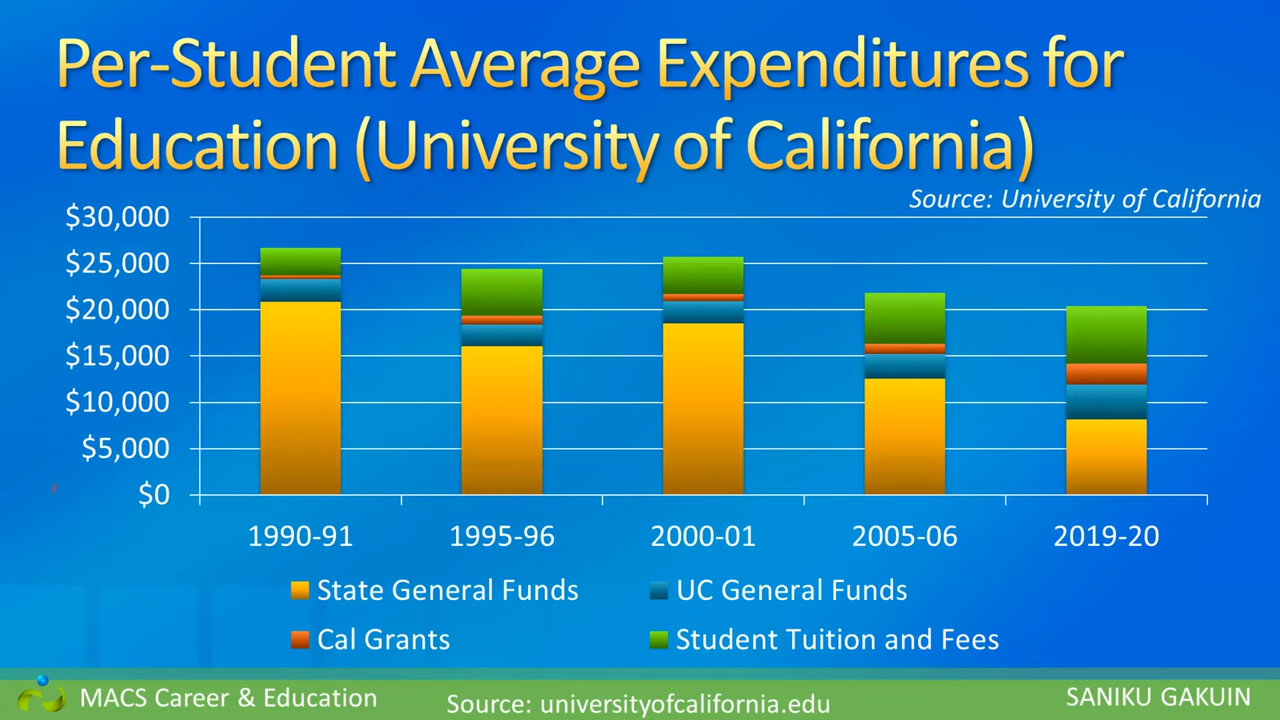 Per-Student Average Expenditures for
Education (University of California)
Source: University of California
$30,000
$25,000
$20,000
$15,000
$10,000
$5,000
$0
1990-91 1995-96 2000-01 2005-06 2019-20
State General Funds UC General Funds
Cal Grants Student Tuition and Fees
MACS Career & Education Source: universityofcalifornia.edu SANIKU GAKUIN